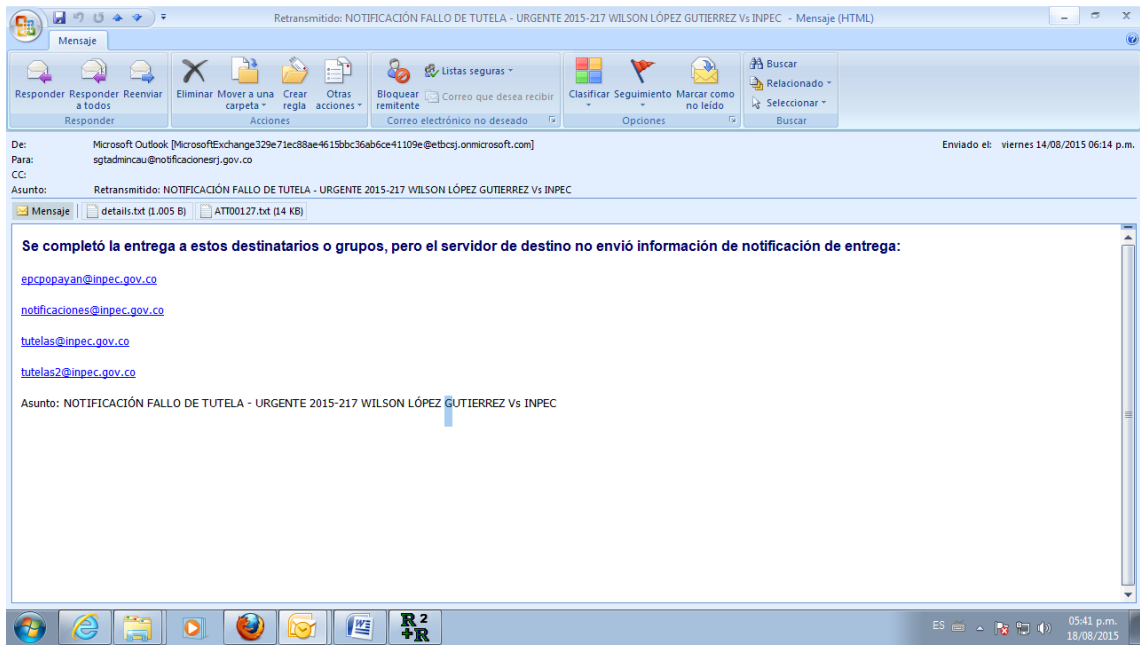 Retransmitido: NOTIFICACIÓN FALLO DE TUTELA - URGENTE 2015-217 WILSON LÓPEZ GUTIERREZ Vs INPEC - Mensaje (HTML)
Mensaje
Responder Responder a todos Reenviar
Eliminar Mover a una carpeta Crear regla Otras acciones
Bloquear remitente Listas seguras
Correo que desea recibir
Clasificar Seguimiento Marcar como no leído
Buscar
Relacionado
Seleccionar
Responder Acciones Correo electrónico no deseado Opciones Buscar
De: Microsoft Outlook [MicrosoftExchange329e71ec88ae4615bbc36ab6ce41109e@etbcsj.onmicrosoft.com] Enviado el: viernes 14/08/2015 06:14 p.m.
Para: sgtadmincau@notificacionesrj.gov.co
CC:
Asunto: Retransmitido: NOTIFICACIÓN FALLO DE TUTELA - URGENTE 2015-217 WILSON LÓPEZ GUTIERREZ Vs INPEC
Mensaje details.txt (1.005 B) ATT00127.txt (14 KB)
Se completó la entrega a estos destinatarios o grupos, pero el servidor de destino no envió información de notificación de entrega:
epcpopayan@inpec.gov.co
notificaciones@inpec.gov.co
tutelas@inpec.gov.co
tutelas2@inpec.gov.co
Asunto: NOTIFICACIÓN FALLO DE TUTELA - URGENTE 2015-217 WILSON LÓPEZ GUTIERREZ Vs INPEC
R 2
+R
ES
05:41 p.m.
18/08/2015